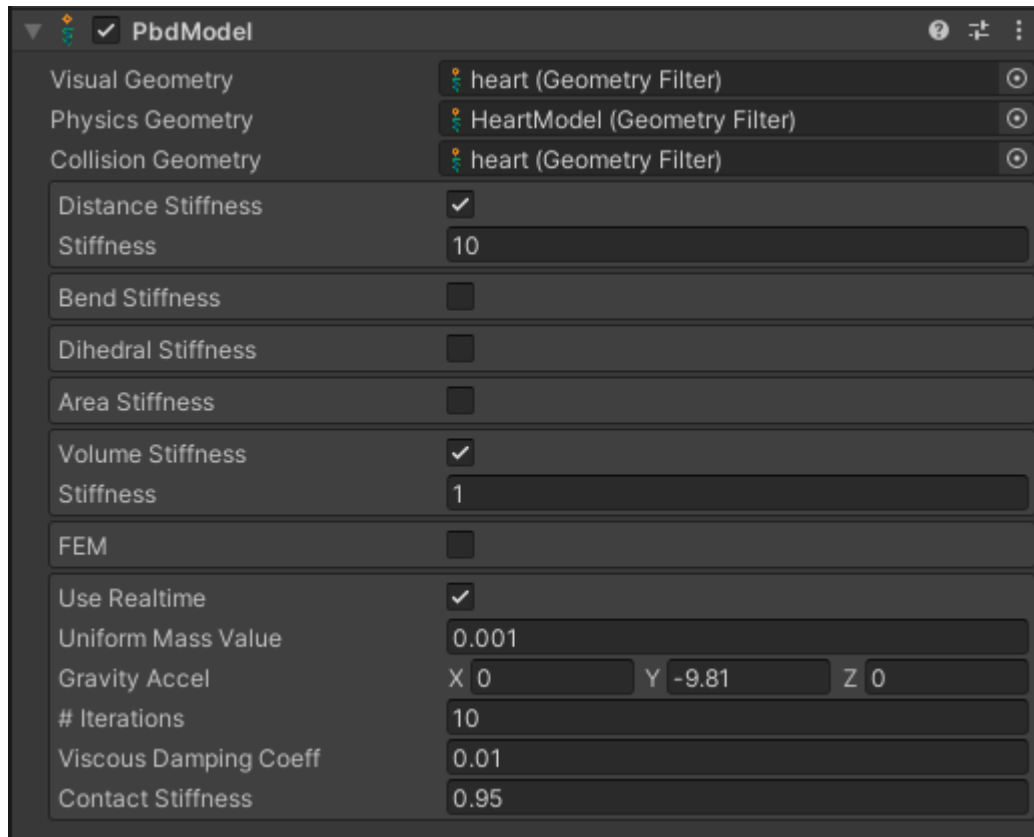 PbdModel
Visual Geometry heart (Geometry Filter)
Physics Geometry HeartModel (Geometry Filter)
Collision Geometry heart (Geometry Filter)
Distance Stiffness
Stiffness 10
Bend Stiffness
Dihedral Stiffness
Area Stiffness
Volume Stiffness
Stiffness 1
FEM
Use Realtime
Uniform Mass Value 0.001
Gravity Accel X 0 Y -9.81 Z 0
# Iterations 10
Viscous Damping Coeff 0.01
Contact Stiffness 0.95